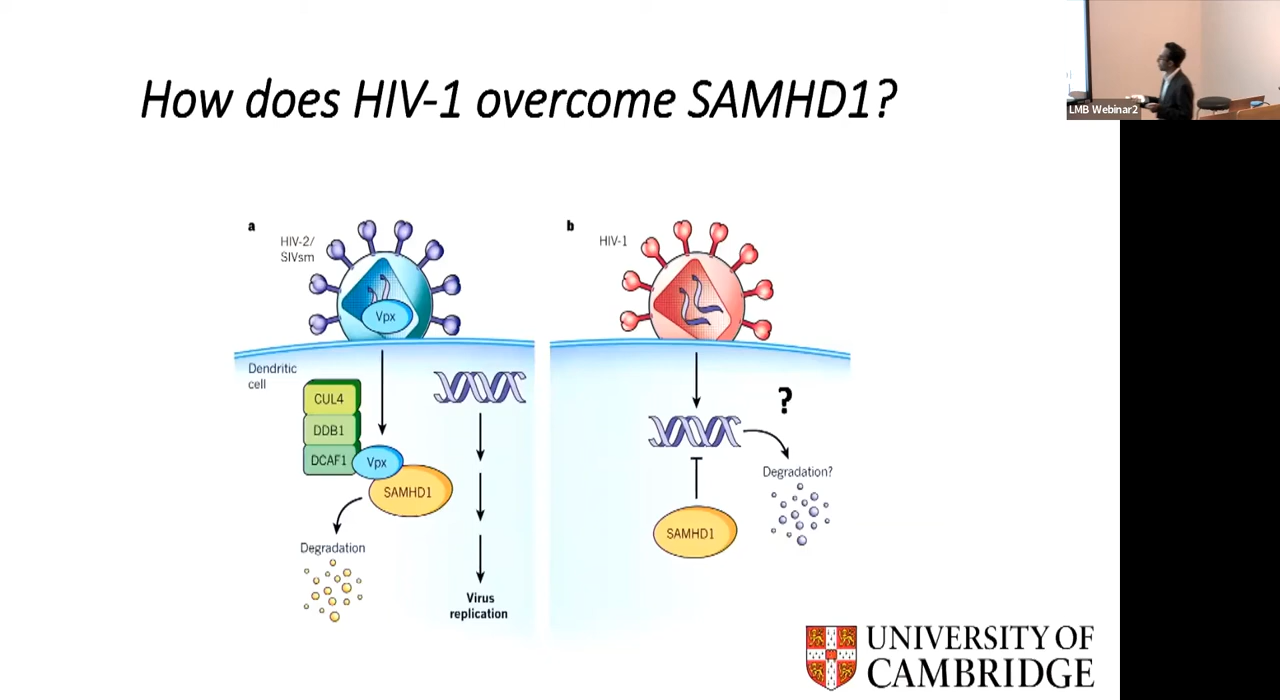 How does HIV-1 overcome SAMHD1?
LMB Webinar2
a
HIV-2/
SIVsm
Vpx
Dendritic
cell
CUL4
DDB1
DCAF1
Vpx
SAMHD1
Degradation
Virus
replication
b
HIV-1
?
Degradation?
SAMHD1
UNIVERSITY OF
CAMBRIDGE